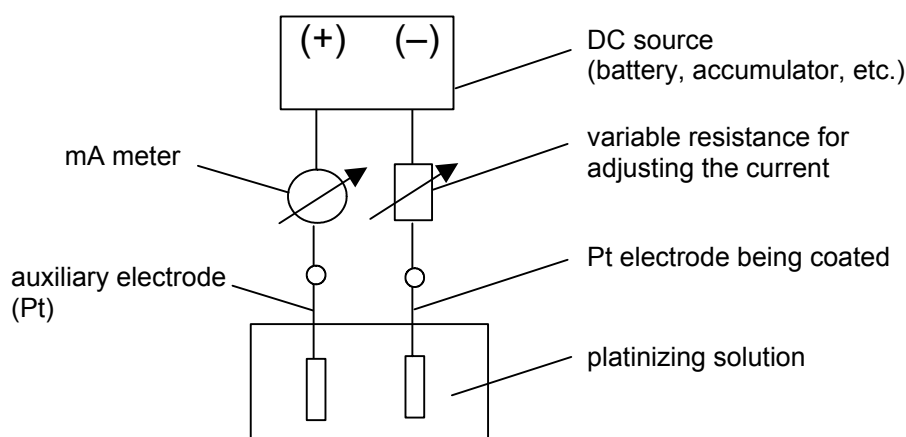 (+) (–)
DC source
(battery, accumulator, etc.)
mA meter
variable resistance for
adjusting the current
auxiliary electrode
(Pt)
Pt electrode being coated
platinizing solution